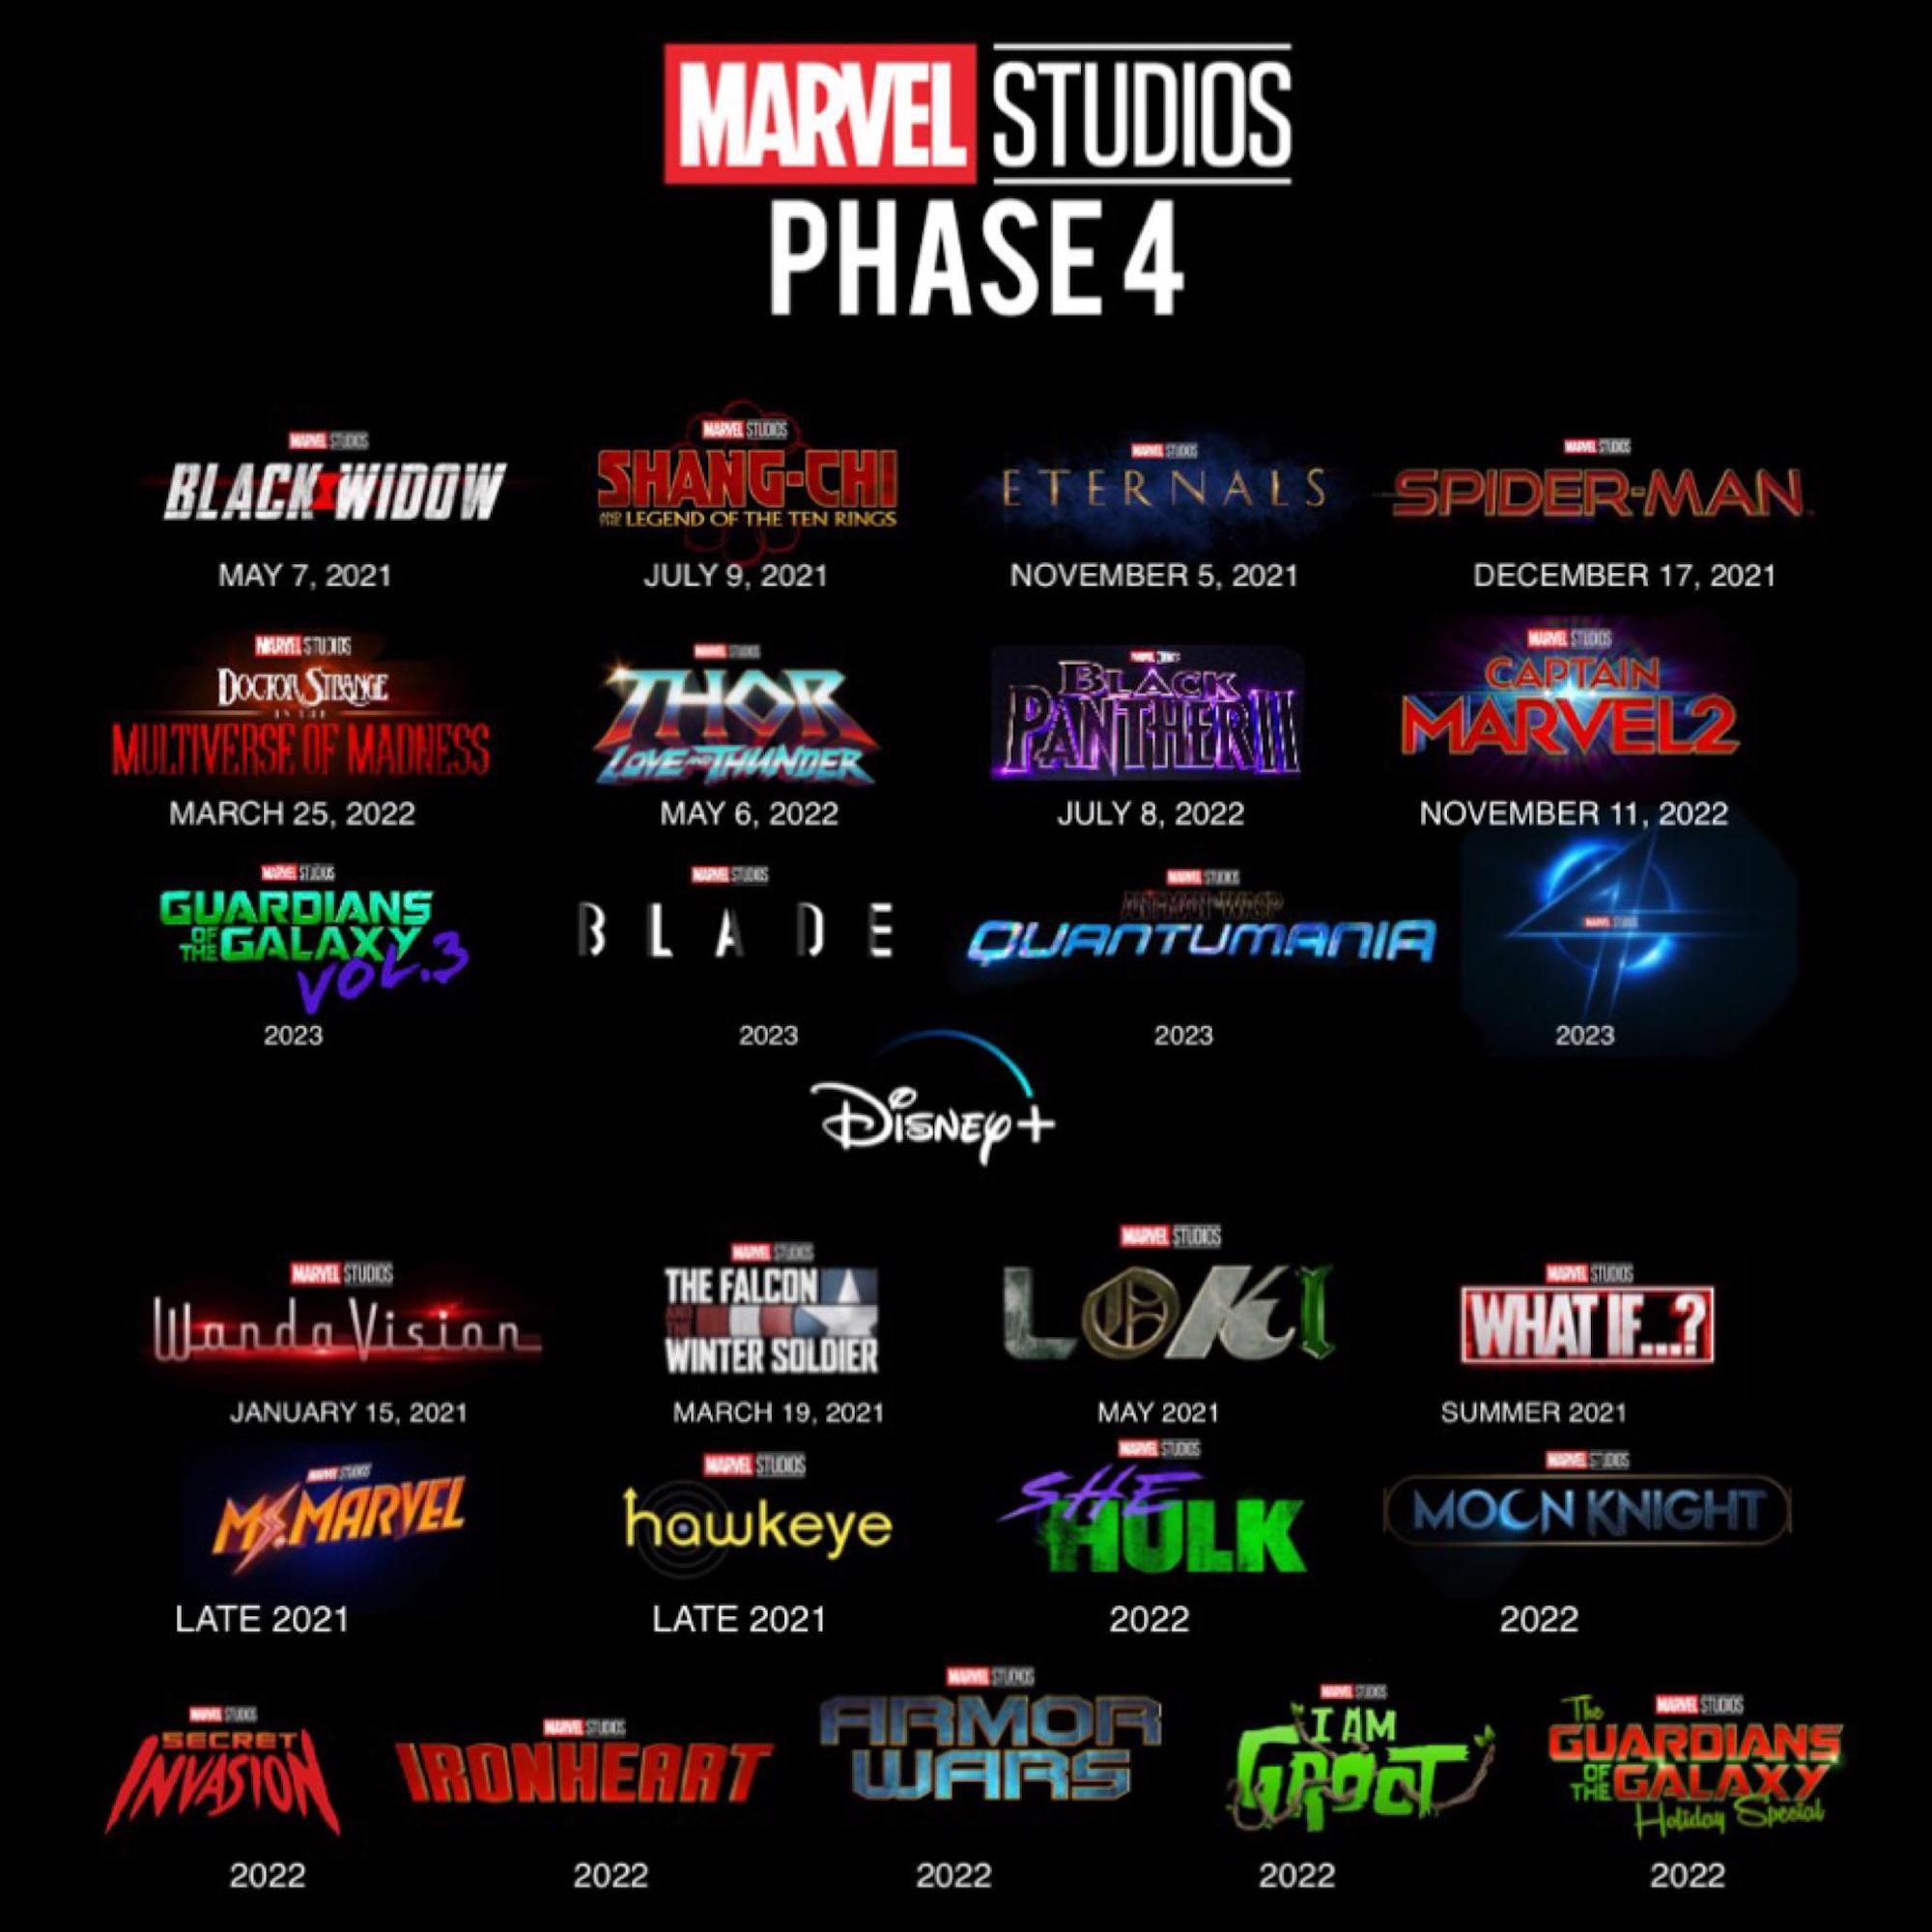 MARVEL STUDIOS
PHASE 4
MARVEL STUDIOS
BLACK WIDOW
MAY 7, 2021
MARVEL STUDIOS
SHANG-CHI
AND THE LEGEND OF THE TEN RINGS
JULY 9, 2021
MARVEL STUDIOS
ETERNALS
NOVEMBER 5, 2021
MARVEL STUDIOS
SPIDER-MAN
DECEMBER 17, 2021
MARVEL STUDIOS
DOCTOR STRANGE
IN THE
MULTIVERSE OF MADNESS
MARCH 25, 2022
MARVEL STUDIOS
THOR
LOVE AND THUNDER
MAY 6, 2022
MARVEL STUDIOS
BLACK
PANTHER II
JULY 8, 2022
MARVEL STUDIOS
CAPTAIN
MARVEL 2
NOVEMBER 11, 2022
MARVEL STUDIOS
GUARDIANS
OF THE GALAXY
VOL.3
2023
MARVEL STUDIOS
BLADE
2023
MARVEL STUDIOS
ANT-MAN AND THE WASP
QUANTUMANIA
2023
4
MARVEL STUDIOS
2023
Disney+
MARVEL STUDIOS
WandaVision
JANUARY 15, 2021
MARVEL STUDIOS
THE FALCON
AND THE
WINTER SOLDIER
MARCH 19, 2021
MARVEL STUDIOS
LOKI
MAY 2021
MARVEL STUDIOS
WHAT IF...?
SUMMER 2021
MARVEL STUDIOS
MS. MARVEL
LATE 2021
MARVEL STUDIOS
hawkeye
LATE 2021
MARVEL STUDIOS
SHE
HULK
2022
MARVEL STUDIOS
MOON KNIGHT
2022
MARVEL STUDIOS
SECRET
INVASION
2022
MARVEL STUDIOS
IRONHEART
2022
MARVEL STUDIOS
ARMOR
WARS
2022
MARVEL STUDIOS
I AM
GROOT
2022
MARVEL STUDIOS
The
GUARDIANS
OF THE GALAXY
Holiday Special
2022